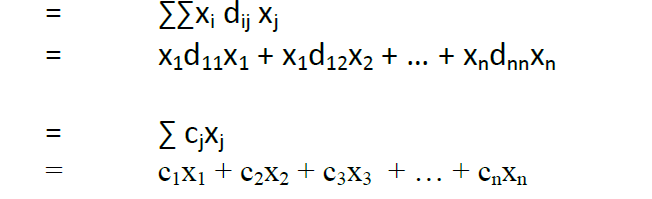 = ∑∑xᵢ dᵢⱼ xⱼ
= x₁d₁₁x₁ + x₁d₁₂x₂ + ... + xₙdₙₙxₙ
= ∑ cⱼxⱼ
= c₁x₁ + c₂x₂ + c₃x₃ + … + cₙxₙ